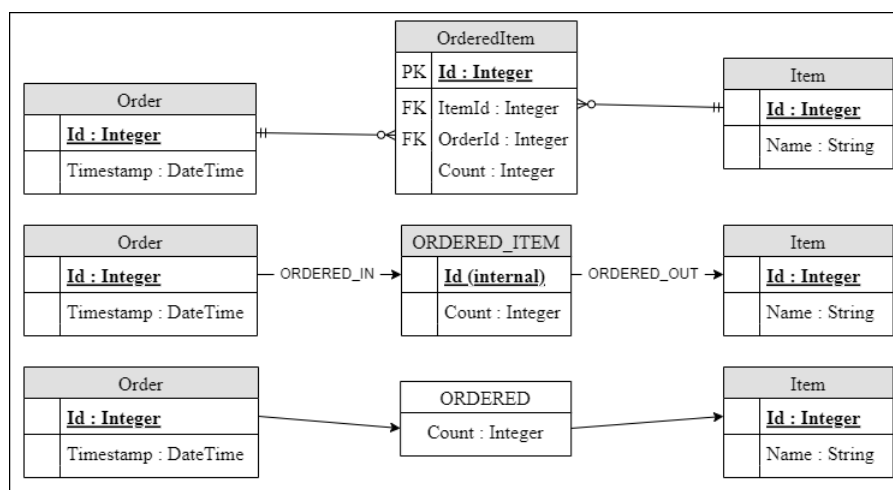 OrderedItem
PK Id : Integer
FK ItemId : Integer
FK OrderId : Integer
Count : Integer
Order
Id : Integer
Timestamp : DateTime
Item
Id : Integer
Name : String
Order
Id : Integer
Timestamp : DateTime
ORDERED_IN
ORDERED_ITEM
Id (internal)
Count : Integer
ORDERED_OUT
Item
Id : Integer
Name : String
Order
Id : Integer
Timestamp : DateTime
ORDERED
Count : Integer
Item
Id : Integer
Name : String